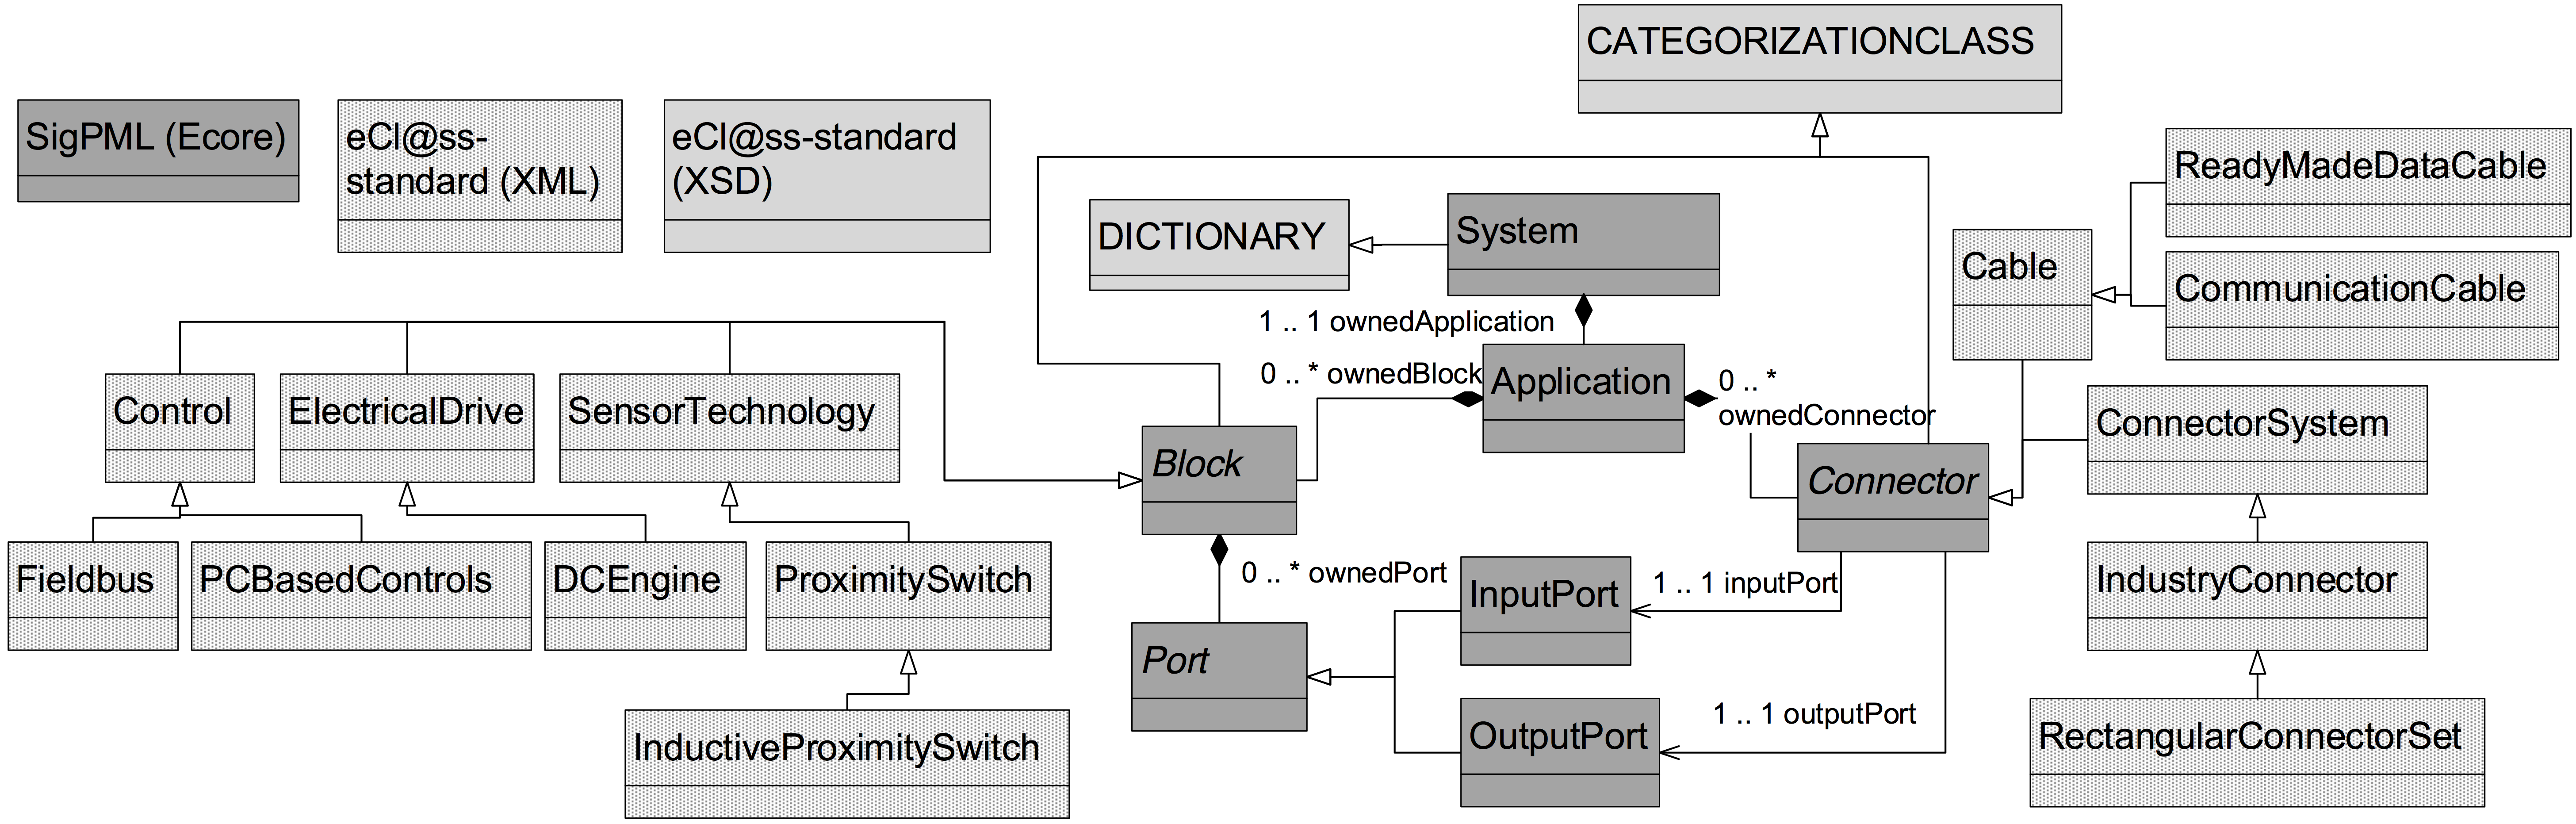 CATEGORIZATIONCLASS
SigPML (Ecore)
eCl@ss-
standard (XML)
eCl@ss-standard
(XSD)
ReadyMadeDataCable
DICTIONARY
System
Cable
CommunicationCable
1 .. 1 ownedApplication
0 .. * ownedBlock
Application
0 .. *
ownedConnector
Control
ElectricalDrive
SensorTechnology
ConnectorSystem
Block
Connector
Fieldbus
PCBasedControls
DCEngine
ProximitySwitch
0 .. * ownedPort
InputPort
1 .. 1 inputPort
IndustryConnector
Port
OutputPort
1 .. 1 outputPort
InductiveProximitySwitch
RectangularConnectorSet